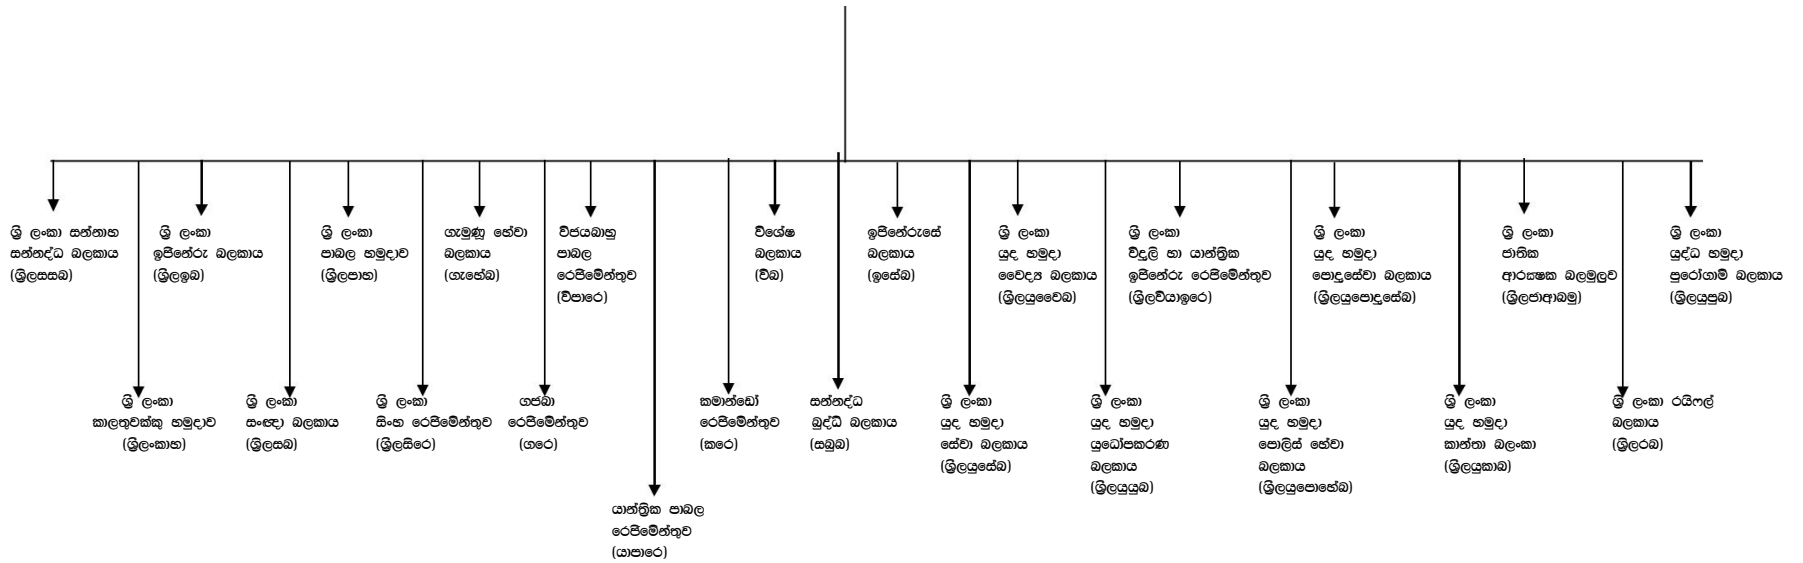 ශ්‍රී ලංකා සන්නාහ
සන්නද්ධ බලකාය
(ශ්‍රීලසසබ)
ශ්‍රී ලංකා
ඉජිනේරු බලකාය
(ශ්‍රීලඉබ)
ශ්‍රී ලංකා
පාබල හමුදාව
(ශ්‍රීලපාහ)
ගැමුණු හේවා
බලකාය
(ගැහේබ)
විජයබාහු
පාබල
රෙජිමේන්තුව
(විපාරෙ)
විශේෂ
බලකාය
(විබ)
ඉජිනේරුසේ
බලකාය
(ඉසේබ)
ශ්‍රී ලංකා
යුද හමුදා
වෛද්‍ය බලකාය
(ශ්‍රීලයුවෛබ)
ශ්‍රී ලංකා
විදුලි හා යාන්ත්‍රික
ඉජිනේරු රෙජිමේන්තුව
(ශ්‍රීලවියාඉරෙ)
ශ්‍රී ලංකා
යුද හමුදා
පොදුසේවා බලකාය
(ශ්‍රීලයුපොදුසේබ)
ශ්‍රී ලංකා
ජාතික
ආරක්‍ෂක බලමුලුව
(ශ්‍රීලජාආබමු)
ශ්‍රී ලංකා
යුද්ධ හමුදා
පුරෝගාමී බලකාය
(ශ්‍රීලයුපුබ)
ශ්‍රී ලංකා
කාලතුවක්කු හමුදාව
(ශ්‍රීලංකාහ)
ශ්‍රී ලංකා
සංඥා බලකාය
(ශ්‍රීලසබ)
ශ්‍රී ලංකා
සිංහ රෙජිමේන්තුව
(ශ්‍රීලසිරෙ)
ගජබා
රෙජිමේන්තුව
(ගරෙ)
කමාන්ඩෝ
රෙජිමේන්තුව
(කරෙ)
සන්නද්ධ
බුද්ධි බලකාය
(සබුබ)
ශ්‍රී ලංකා
යුද හමුදා
සේවා බලකාය
(ශ්‍රීලයුසේබ)
ශ්‍රී ලංකා
යුද හමුදා
යුධෝපකරණ
බලකාය
(ශ්‍රීලයුයුබ)
ශ්‍රී ලංකා
යුද හමුදා
පොලිස් හේවා
බලකාය
(ශ්‍රීලයුපොහේබ)
ශ්‍රී ලංකා
යුද හමුදා
කාන්තා බලංකා
(ශ්‍රීලයුකාබ)
ශ්‍රී ලංකා රයිෆල්
බලකාය
(ශ්‍රීලරබ)
යාන්ත්‍රික පාබල
රෙජිමේන්තුව
(යාපාරෙ)